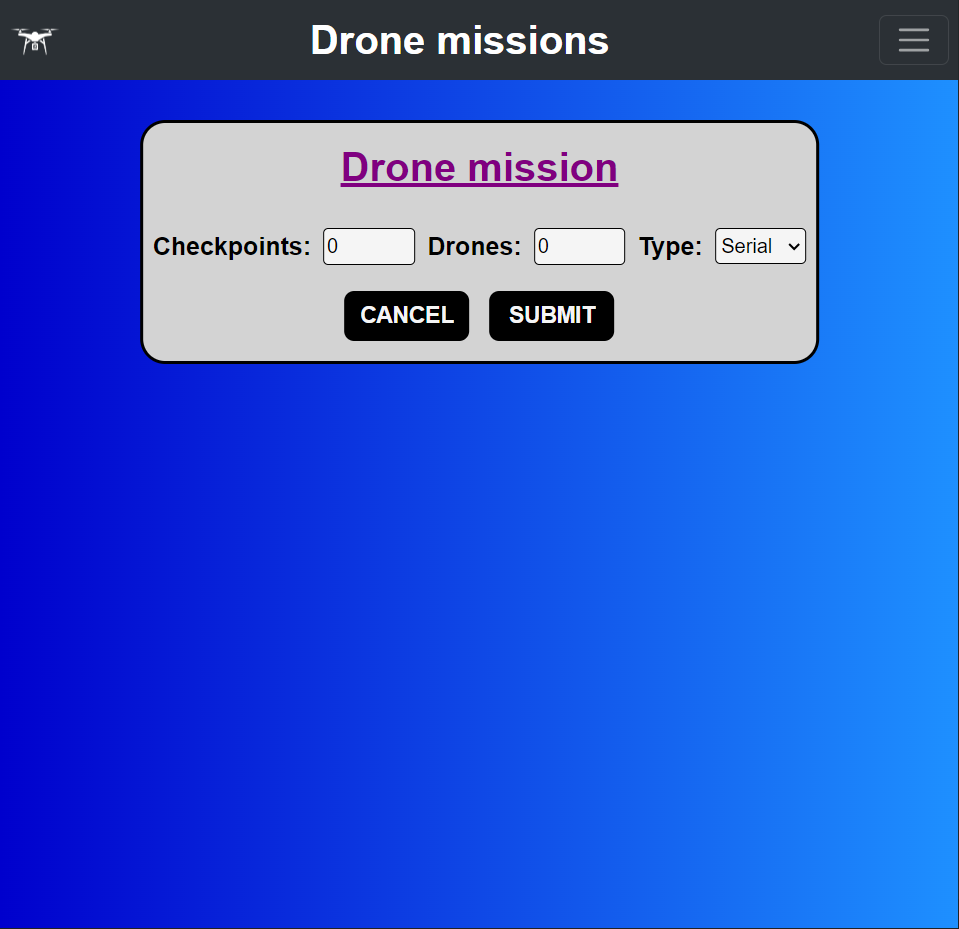 Drone missions
Drone mission
Checkpoints: 0 Drones: 0 Type: Serial
CANCEL SUBMIT